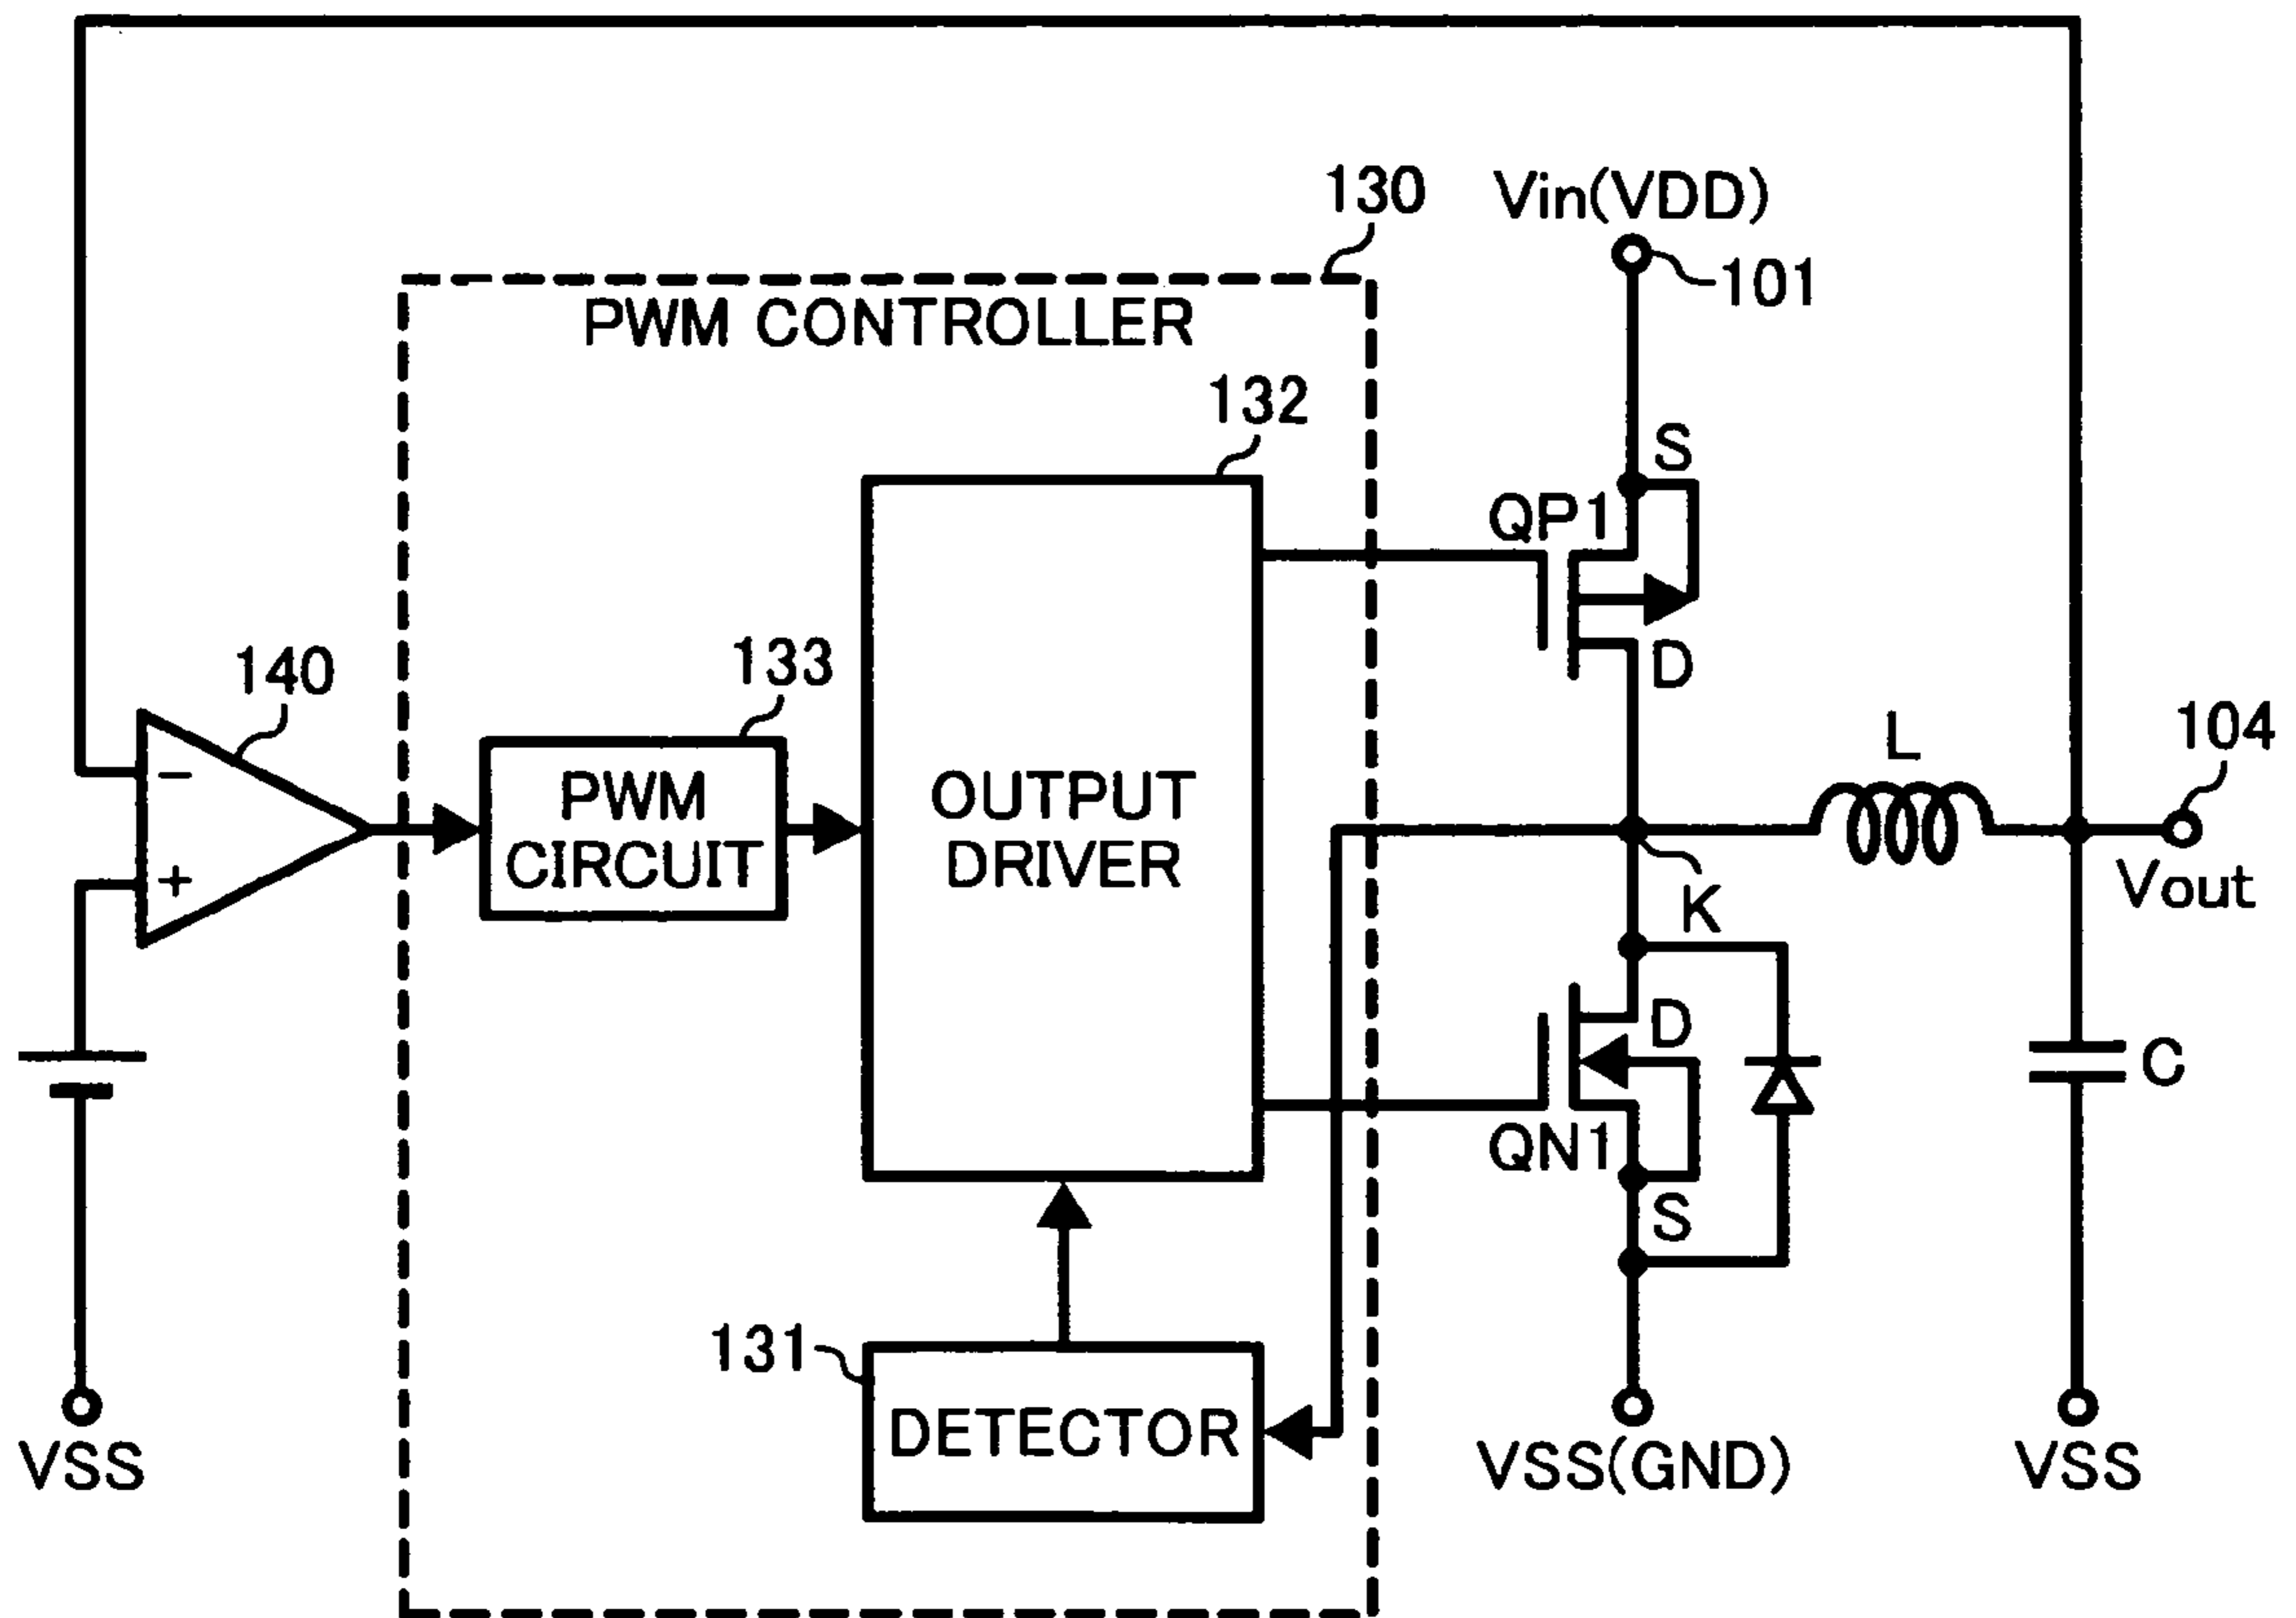 130
Vin(VDD)
101
PWM CONTROLLER
132
S
QP1
D
140
133
L
104
−
PWM
CIRCUIT
OUTPUT
DRIVER
+
K
Vout
D
C
QN1
S
131
DETECTOR
VSS
VSS(GND)
VSS